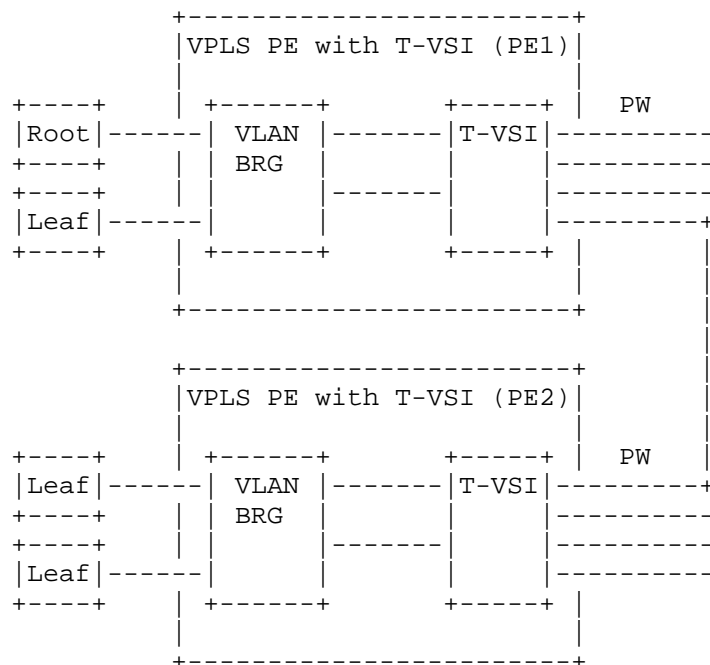 VPLS PE with T-VSI (PE1)
PW
Root VLAN T-VSI
BRG
Leaf
VPLS PE with T-VSI (PE2)
PW
Leaf VLAN T-VSI
BRG
Leaf